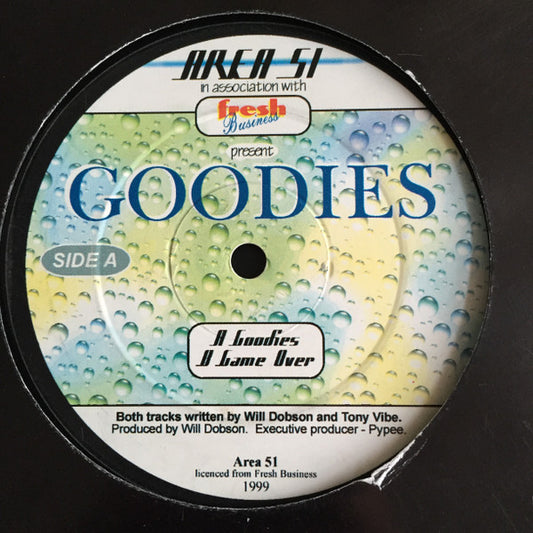 AREA 51
in association with
fresh
Business
present
GOODIES
SIDE A
A Goodies
B Game Over
Both tracks written by Will Dobson and Tony Vibe.
Produced by Will Dobson. Executive producer - Pypee.
Area 51
licenced from Fresh Business
1999